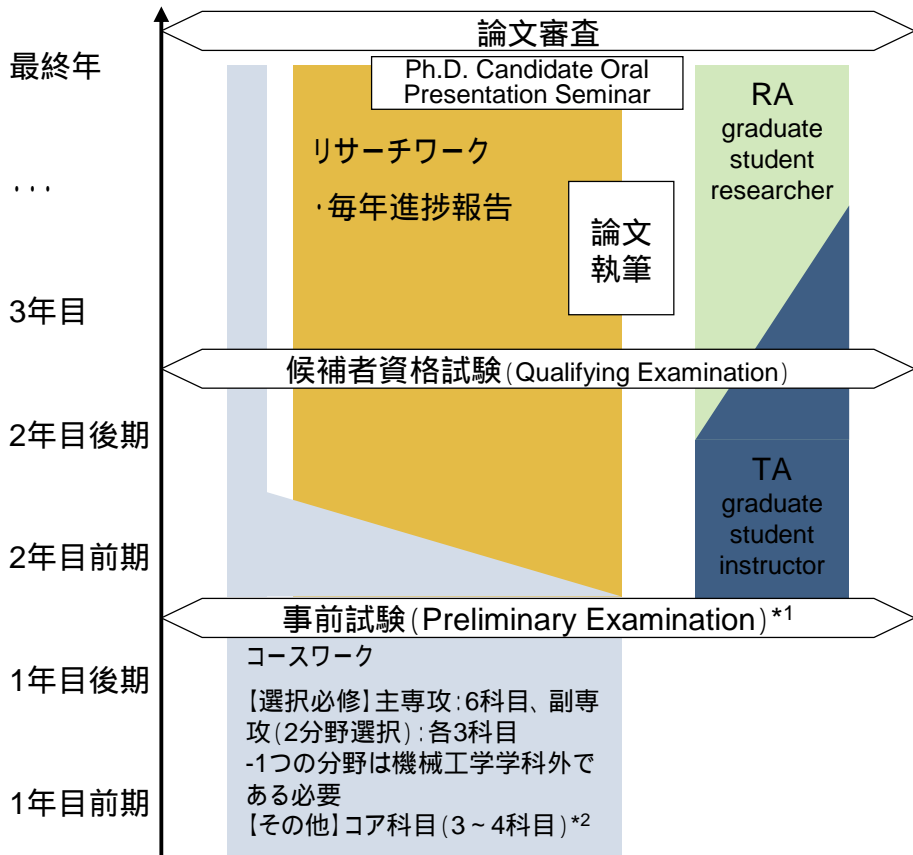 論文審査
最終年
Ph.D. Candidate Oral
Presentation Seminar
RA
graduate
student
researcher
リサーチワーク
・毎年進捗報告
・・・
論文
執筆
3年目
候補者資格試験(Qualifying Examination)
2年目後期
TA
graduate
student
instructor
2年目前期
事前試験(Preliminary Examination)*1
コースワーク
1年目後期
【選択必修】主専攻:6科目、副専
攻(2分野選択):各3科目
-1つの分野は機械工学学科外で
ある必要
【その他】コア科目(3~4科目)*2
1年目前期